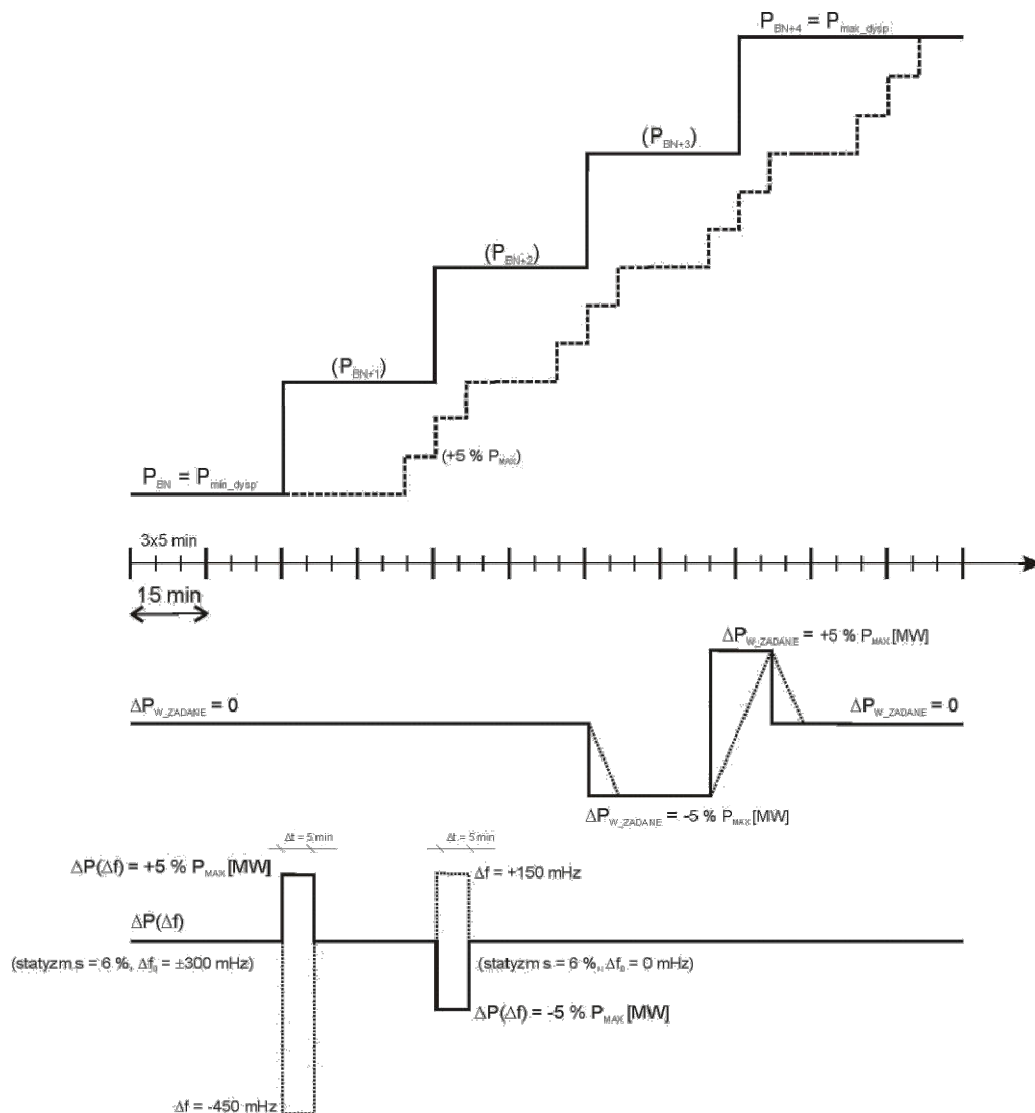 P_BN+4 = P_max_dysp
(P_BN+3)
(P_BN+2)
(P_BN+1)
(+5 % P_MAX)
P_BN = P_min_dysp
3x5 min
15 min
ΔP_W_ZADANE = +5 % P_MAX [MW]
ΔP_W_ZADANE = 0
ΔP_W_ZADANE = 0
ΔP_W_ZADANE = -5 % P_MAX [MW]
Δt = 5 min
Δt = 5 min
ΔP(Δf) = +5 % P_MAX [MW]
Δf = +150 mHz
ΔP(Δf)
(statyzm s = 6 %, Δf₀ = ±300 mHz)
(statyzm s = 6 %, Δf₀ = 0 mHz)
ΔP(Δf) = -5 % P_MAX [MW]
Δf = -450 mHz